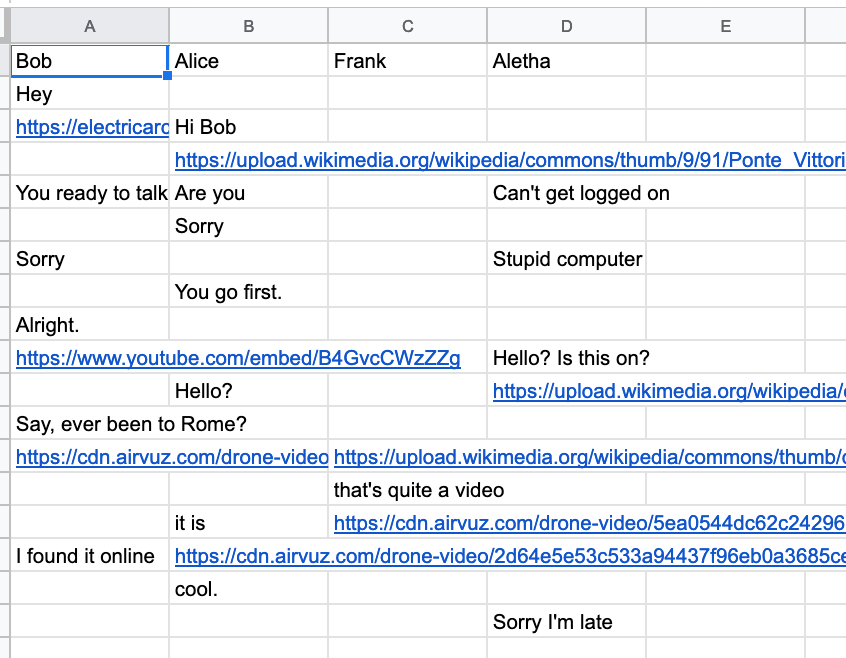 A B C D E
Bob Alice Frank Aletha
Hey
https://electricarc Hi Bob
https://upload.wikimedia.org/wikipedia/commons/thumb/9/91/Ponte_Vittori
You ready to talk Are you Can't get logged on
Sorry
Sorry Stupid computer
You go first.
Alright.
https://www.youtube.com/embed/B4GvcCWzZZg Hello? Is this on?
Hello? https://upload.wikimedia.org/wikipedia/
Say, ever been to Rome?
https://cdn.airvuz.com/drone-video https://upload.wikimedia.org/wikipedia/commons/thumb/
that's quite a video
it is https://cdn.airvuz.com/drone-video/5ea0544dc62c24296
I found it online https://cdn.airvuz.com/drone-video/2d64e5e53c533a94437f96eb0a3685ce
cool.
Sorry I'm late